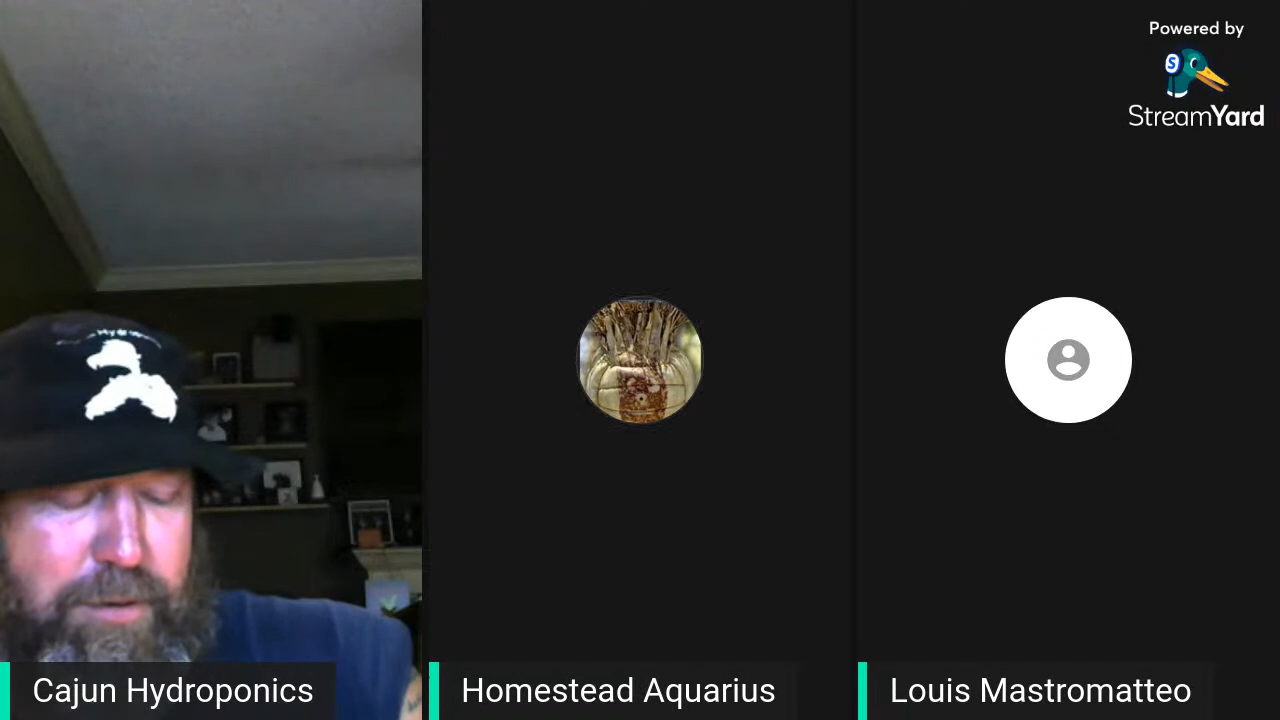 Powered by
S
StreamYard
Cajun Hydroponics
Homestead Aquarius
Louis Mastromatteo